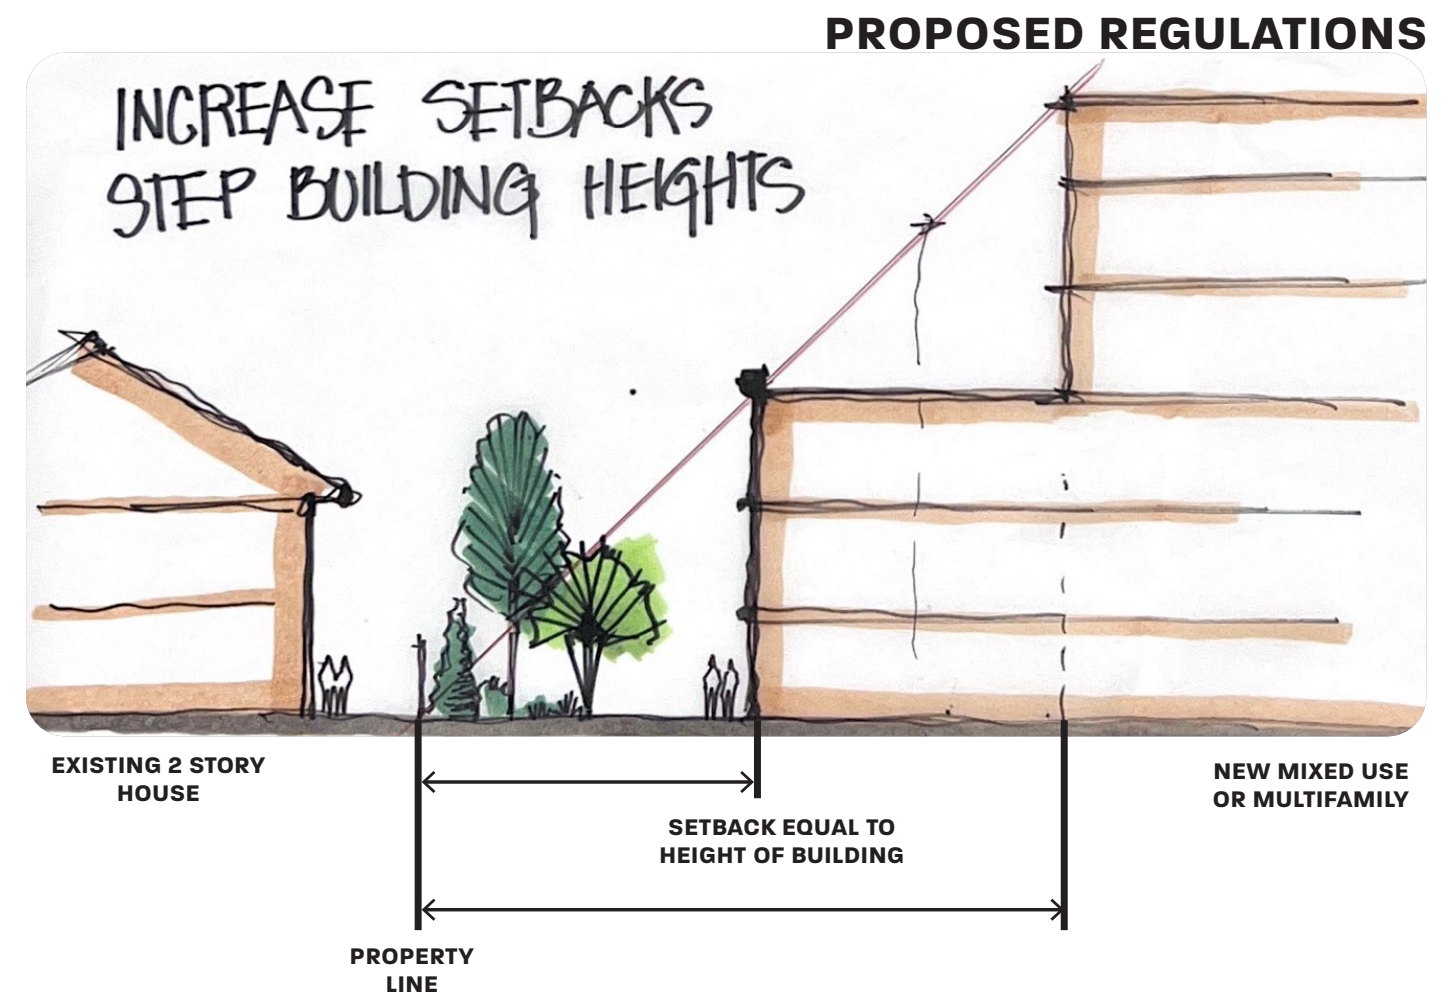 PROPOSED REGULATIONS
INCREASE SETBACKS
STEP BUILDING HEIGHTS
EXISTING 2 STORY
HOUSE
NEW MIXED USE
OR MULTIFAMILY
SETBACK EQUAL TO
HEIGHT OF BUILDING
PROPERTY
LINE